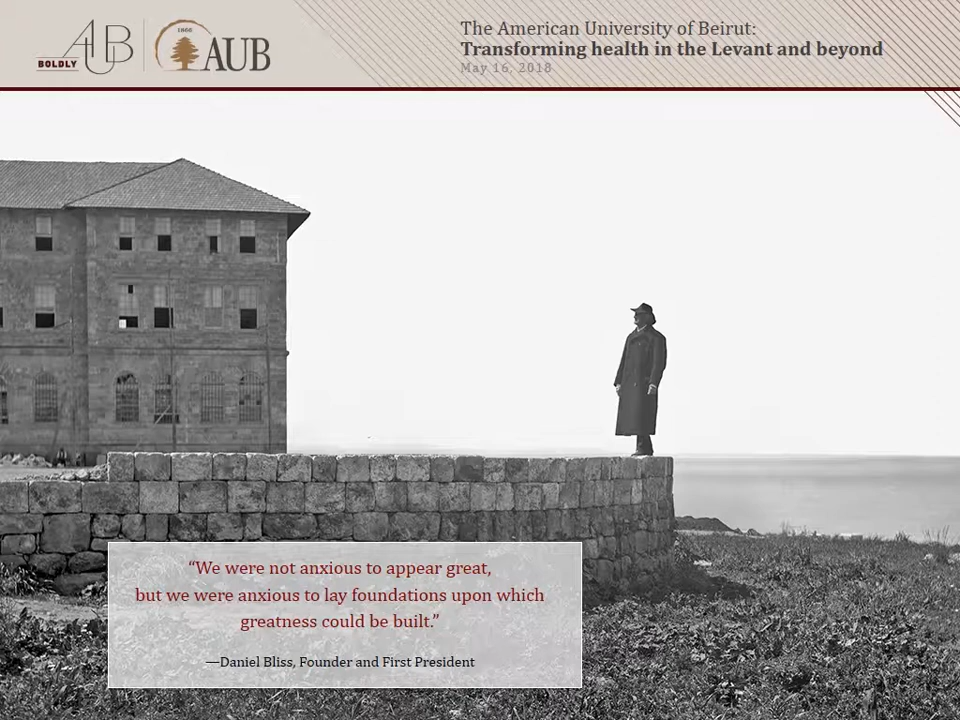 BOLDLY
AUB
1866
AUB
The American University of Beirut:
Transforming health in the Levant and beyond
May 16, 2018
“We were not anxious to appear great,
but we were anxious to lay foundations upon which
greatness could be built.”
—Daniel Bliss, Founder and First President